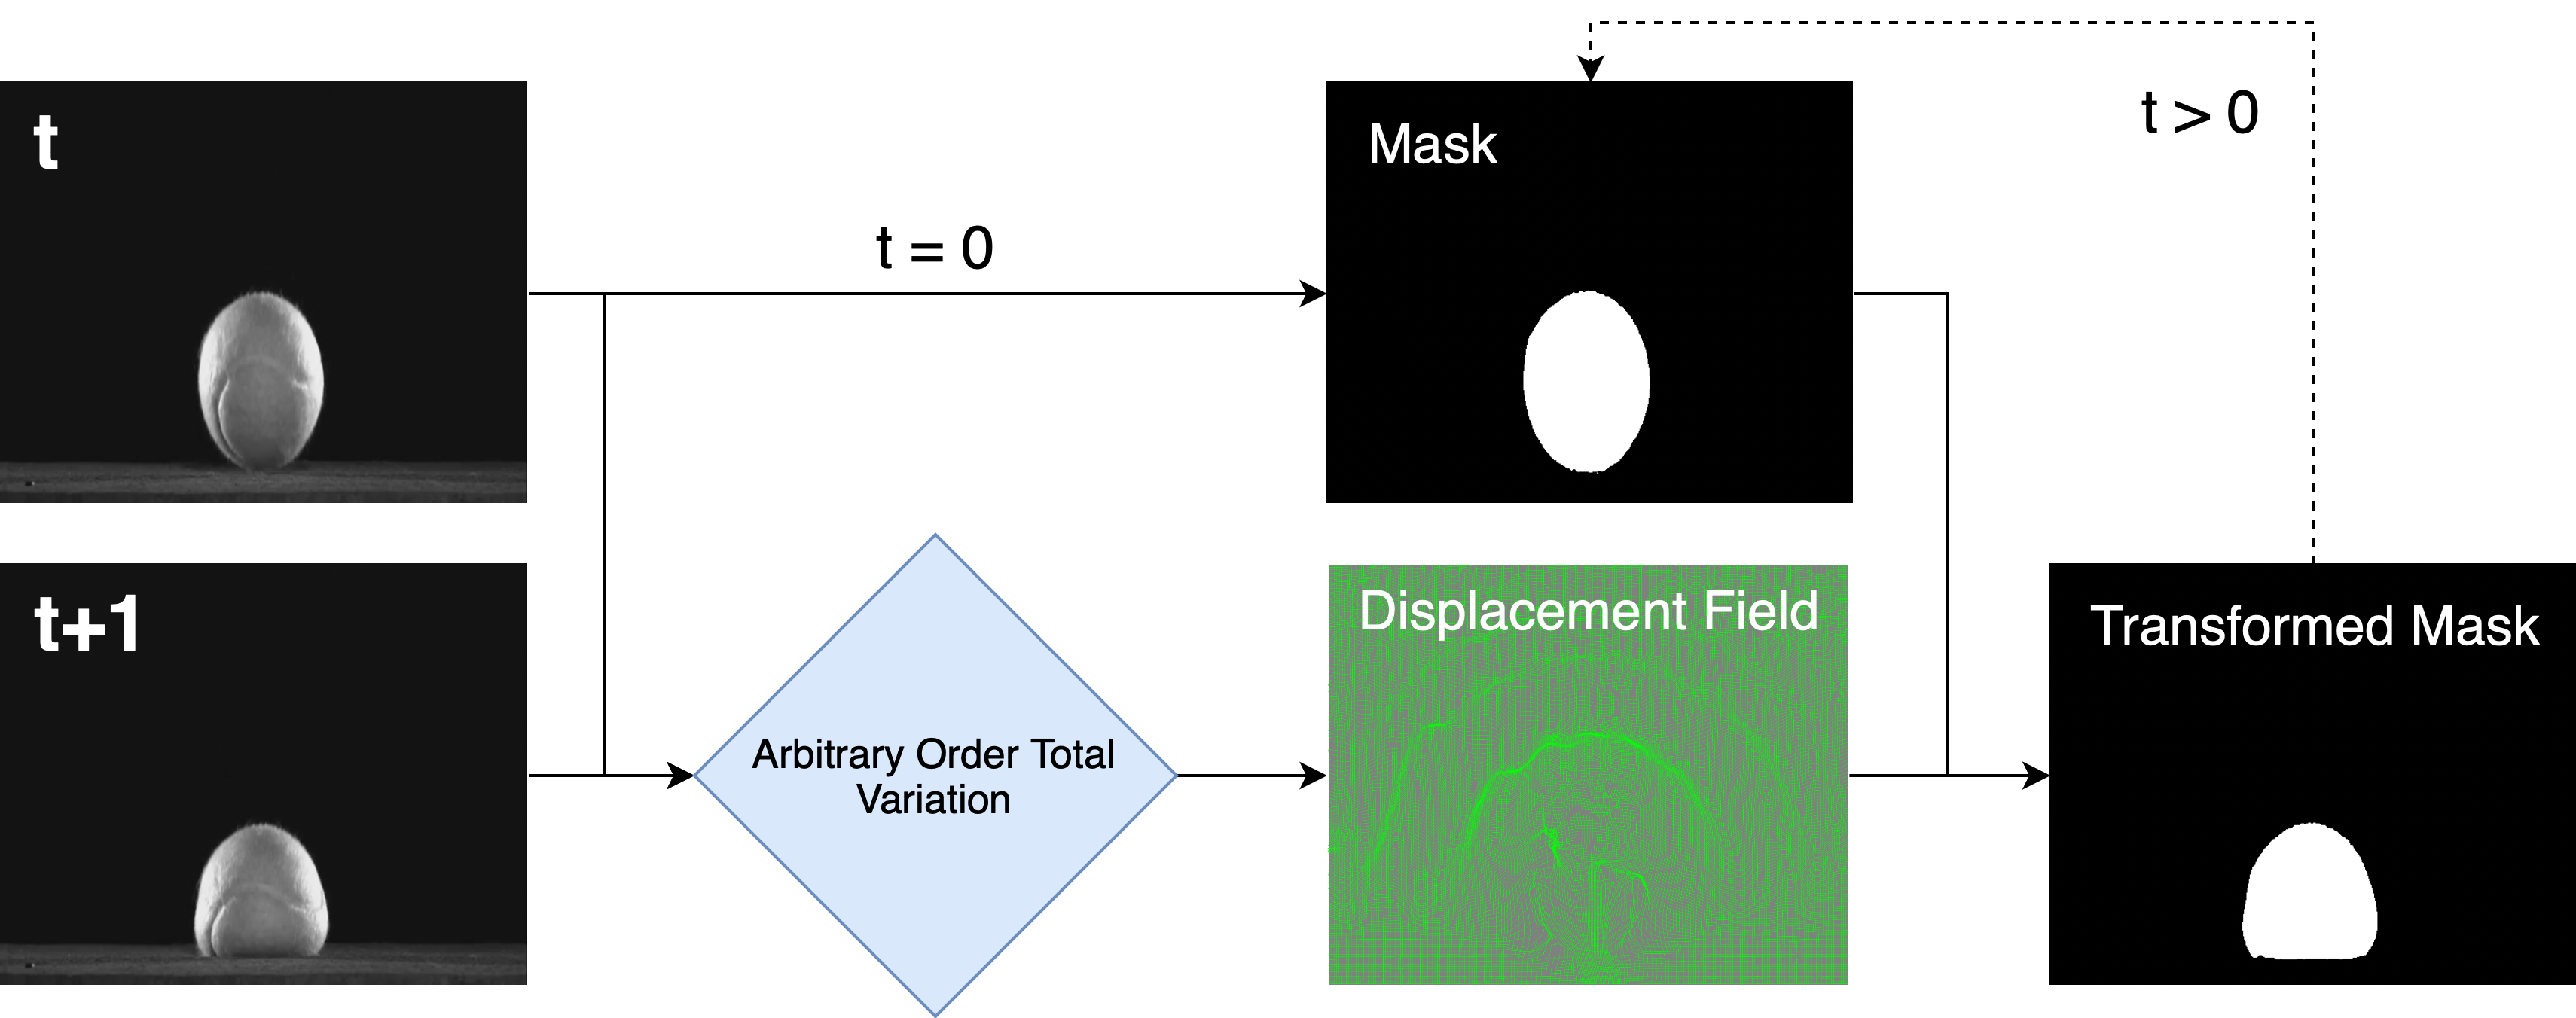 t
t = 0
Mask
t > 0
t+1
Arbitrary Order Total
Variation
Displacement Field
Transformed Mask